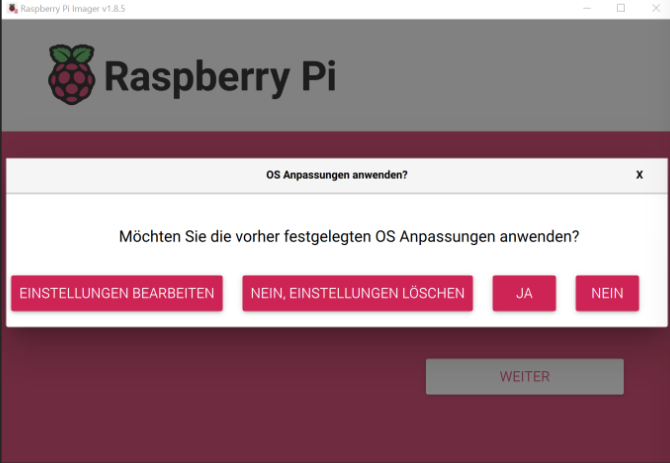 Raspberry Pi Imager v1.8.5
Raspberry Pi
OS Anpassungen anwenden? X
Möchten Sie die vorher festgelegten OS Anpassungen anwenden?
EINSTELLUNGEN BEARBEITEN NEIN, EINSTELLUNGEN LÖSCHEN JA NEIN
WEITER